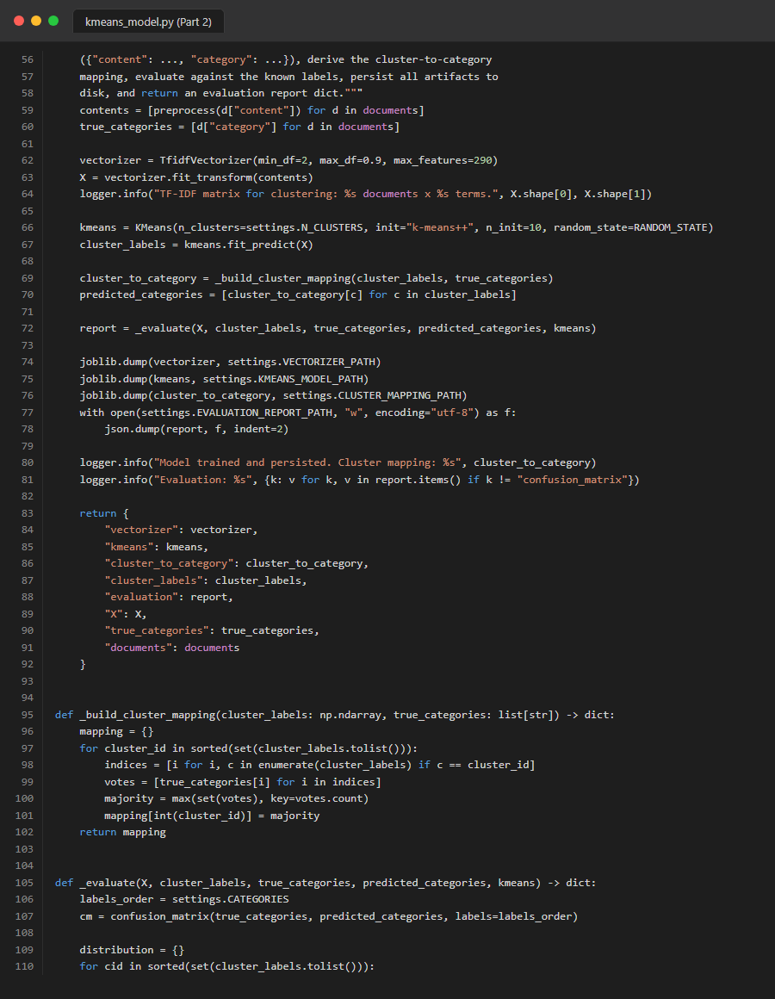 kmeans_model.py (Part 2)
56 ({"content": ..., "category": ...}), derive the cluster-to-category
57 mapping, evaluate against the known labels, persist all artifacts to
58 disk, and return an evaluation report dict."""
59 contents = [preprocess(d["content"]) for d in documents]
60 true_categories = [d["category"] for d in documents]
61
62 vectorizer = TfidfVectorizer(min_df=2, max_df=0.9, max_features=290)
63 X = vectorizer.fit_transform(contents)
64 logger.info("TF-IDF matrix for clustering: %s documents x %s terms.", X.shape[0], X.shape[1])
65
66 kmeans = KMeans(n_clusters=settings.N_CLUSTERS, init="k-means++", n_init=10, random_state=RANDOM_STATE)
67 cluster_labels = kmeans.fit_predict(X)
68
69 cluster_to_category = _build_cluster_mapping(cluster_labels, true_categories)
70 predicted_categories = [cluster_to_category[c] for c in cluster_labels]
71
72 report = _evaluate(X, cluster_labels, true_categories, predicted_categories, kmeans)
73
74 joblib.dump(vectorizer, settings.VECTORIZER_PATH)
75 joblib.dump(kmeans, settings.KMEANS_MODEL_PATH)
76 joblib.dump(cluster_to_category, settings.CLUSTER_MAPPING_PATH)
77 with open(settings.EVALUATION_REPORT_PATH, "w", encoding="utf-8") as f:
78 json.dump(report, f, indent=2)
79
80 logger.info("Model trained and persisted. Cluster mapping: %s", cluster_to_category)
81 logger.info("Evaluation: %s", {k: v for k, v in report.items() if k != "confusion_matrix"})
82
83 return {
84 "vectorizer": vectorizer,
85 "kmeans": kmeans,
86 "cluster_to_category": cluster_to_category,
87 "cluster_labels": cluster_labels,
88 "evaluation": report,
89 "X": X,
90 "true_categories": true_categories,
91 "documents": documents
92 }
93
94
95 def _build_cluster_mapping(cluster_labels: np.ndarray, true_categories: list[str]) -> dict:
96 mapping = {}
97 for cluster_id in sorted(set(cluster_labels.tolist())):
98 indices = [i for i, c in enumerate(cluster_labels) if c == cluster_id]
99 votes = [true_categories[i] for i in indices]
100 majority = max(set(votes), key=votes.count)
101 mapping[int(cluster_id)] = majority
102 return mapping
103
104
105 def _evaluate(X, cluster_labels, true_categories, predicted_categories, kmeans) -> dict:
106 labels_order = settings.CATEGORIES
107 cm = confusion_matrix(true_categories, predicted_categories, labels=labels_order)
108
109 distribution = {}
110 for cid in sorted(set(cluster_labels.tolist())):